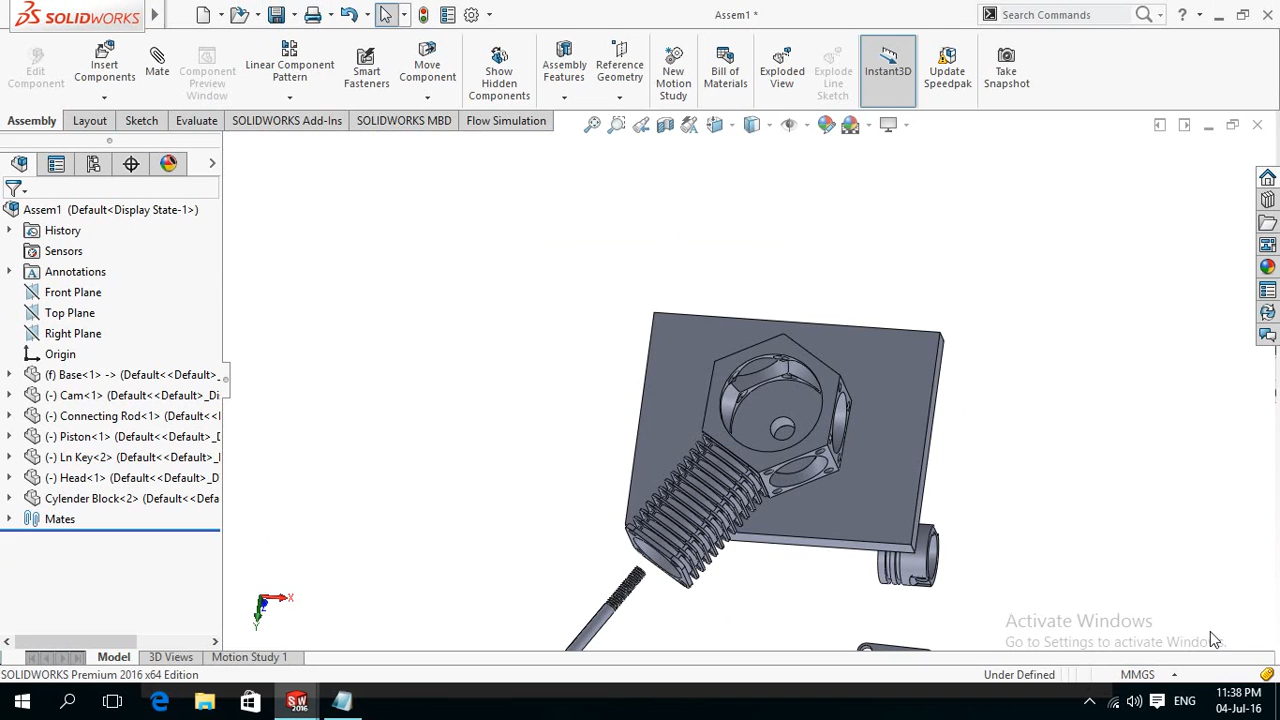 SOLIDWORKS
Assem1 *
Search Commands
Edit Component
Insert Components
Mate
Component Preview Window
Linear Component Pattern
Smart Fasteners
Move Component
Show Hidden Components
Assembly Features
Reference Geometry
New Motion Study
Bill of Materials
Exploded View
Explode Line Sketch
Instant3D
Update Speedpak
Take Snapshot
Assembly Layout Sketch Evaluate SOLIDWORKS Add-Ins SOLIDWORKS MBD Flow Simulation
Assem1 (Default<Display State-1>)
History
Sensors
Annotations
Front Plane
Top Plane
Right Plane
Origin
(f) Base<1> -> (Default<<Default>_
(-) Cam<1> (Default<<Default>_Di
(-) Connecting Rod<1> (Default<<
(-) Piston<1> (Default<<Default>_D
(-) Ln Key<2> (Default<<Default>_
(-) Head<1> (Default<<Default>_D
Cylender Block<2> (Default<<Defa
Mates
X
Y
Activate Windows
Go to Settings to activate Windows.
Model 3D Views Motion Study 1
SOLIDWORKS Premium 2016 x64 Edition
Under Defined
MMGS
ENG
11:38 PM
04-Jul-16